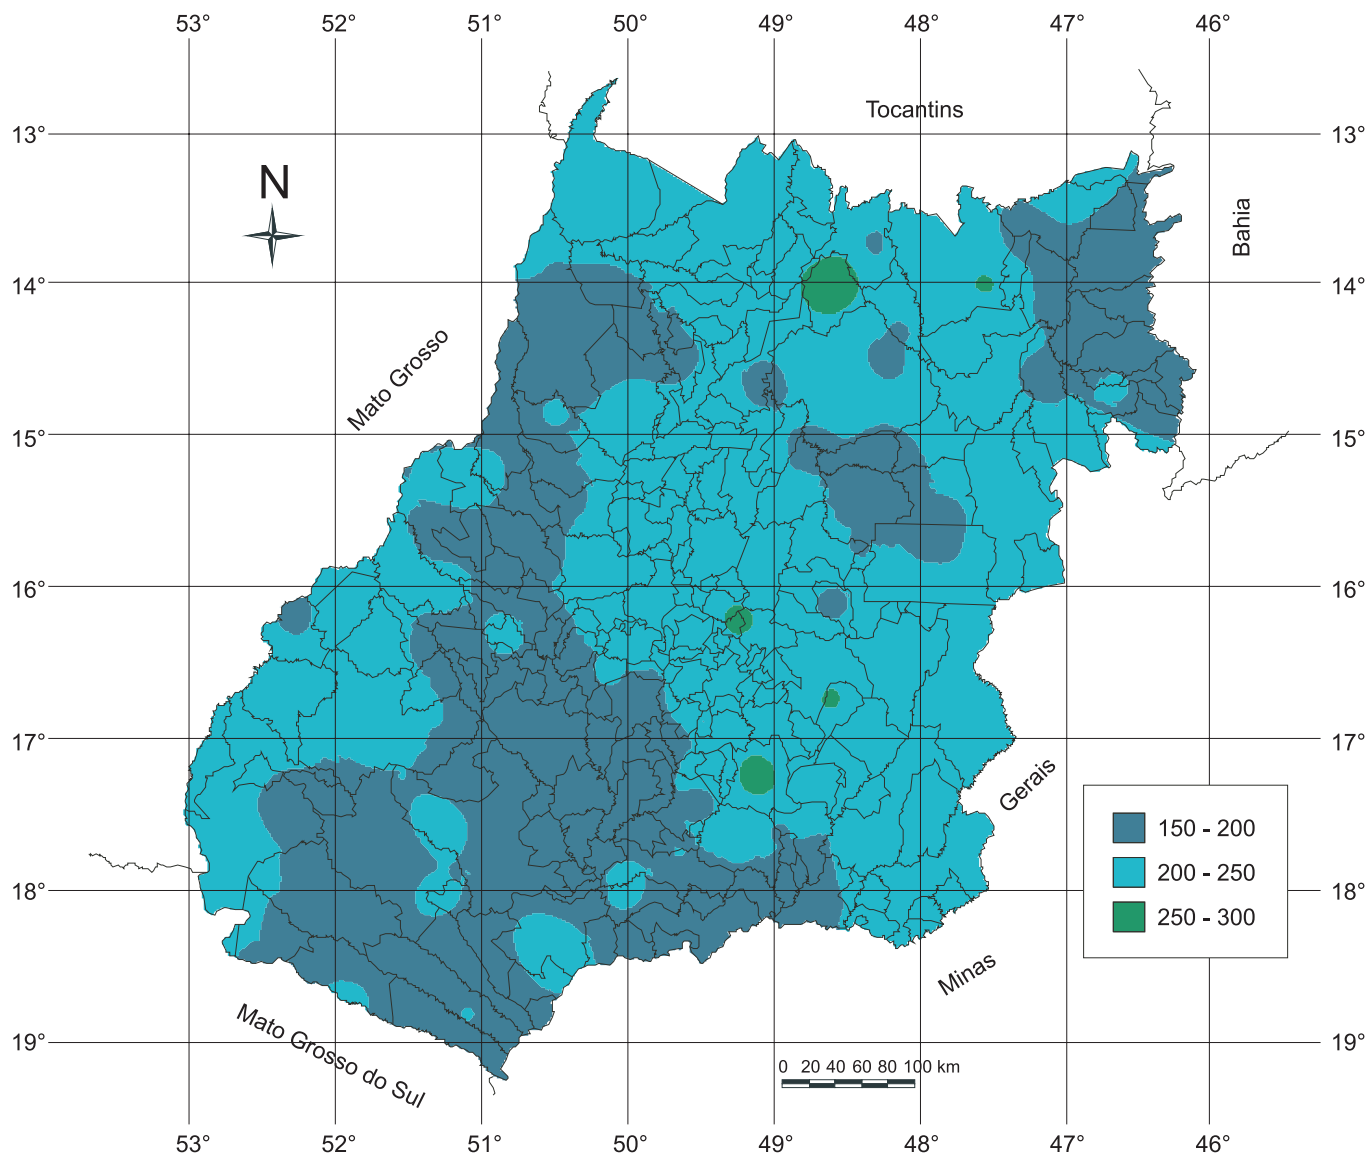 53° 52° 51° 50° 49° 48° 47° 46°
Tocantins
13° 13°
N
Bahia
14° 14°
Mato Grosso
15° 15°
16° 16°
17° 17°
Gerais
150 - 200
200 - 250
250 - 300
18° 18°
Minas
Mato Grosso do Sul
19° 19°
0 20 40 60 80 100 km
53° 52° 51° 50° 49° 48° 47° 46°